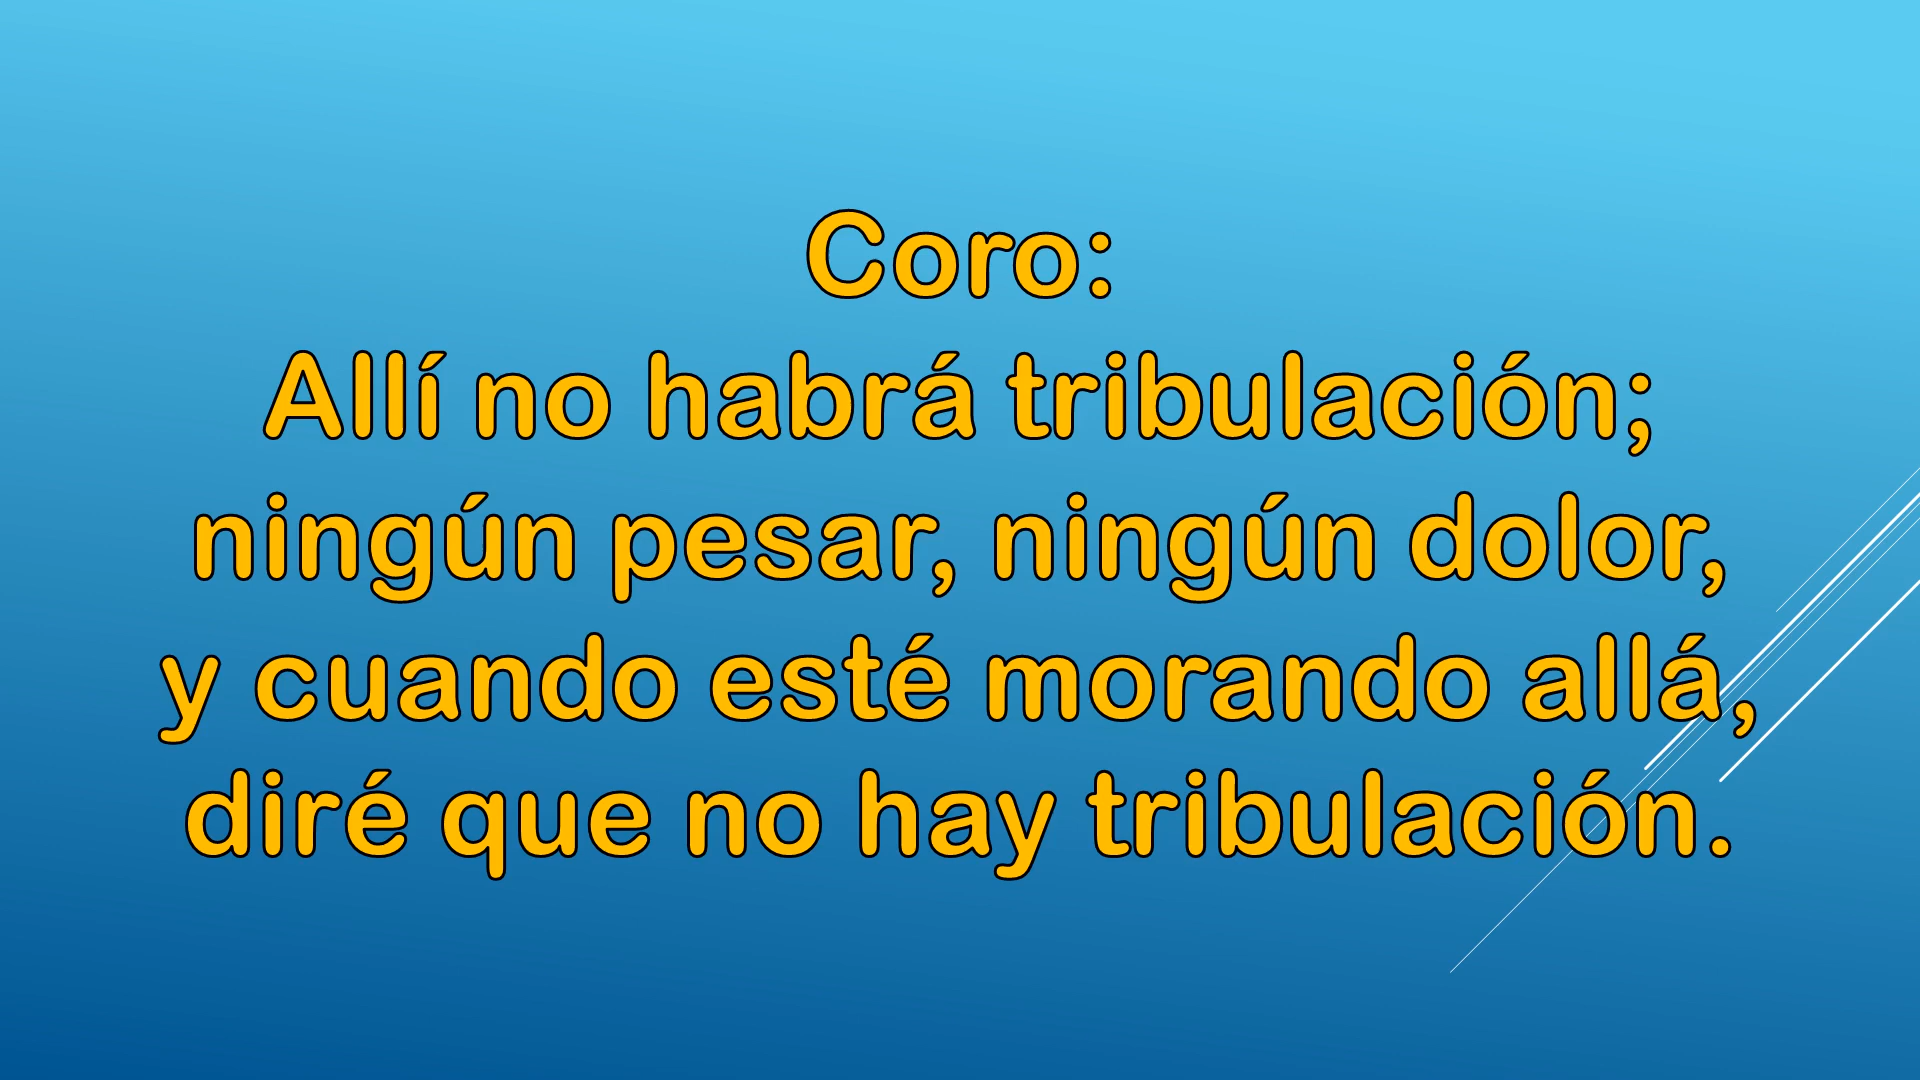 Coro:
Allí no habrá tribulación;
ningún pesar, ningún dolor,
y cuando esté morando allá,
diré que no hay tribulación.